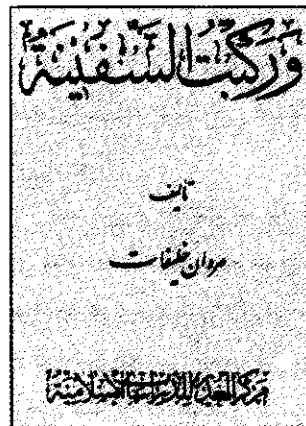 وركبت السفينة
تأليف
مروان خليفات
مركز الغدير للدراسات الإسلامية